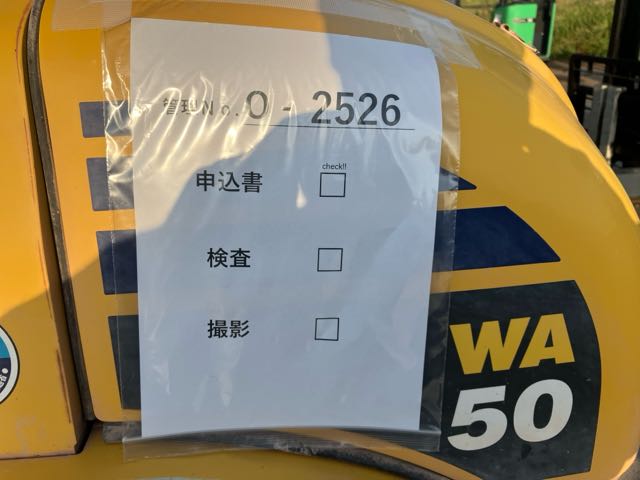 管理No. O - 2526
check!!
申込書 □
検査 □
撮影 □
WA
50